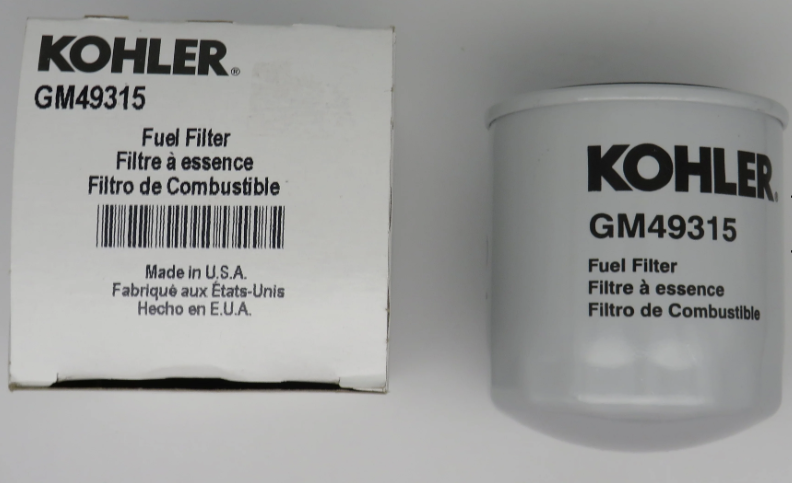 KOHLER®
GM49315
Fuel Filter
Filtre à essence
Filtro de Combustible
Made in U.S.A.
Fabriqué aux États-Unis
Hecho en E.U.A.
KOHLER®
GM49315
Fuel Filter
Filtre à essence
Filtro de Combustible